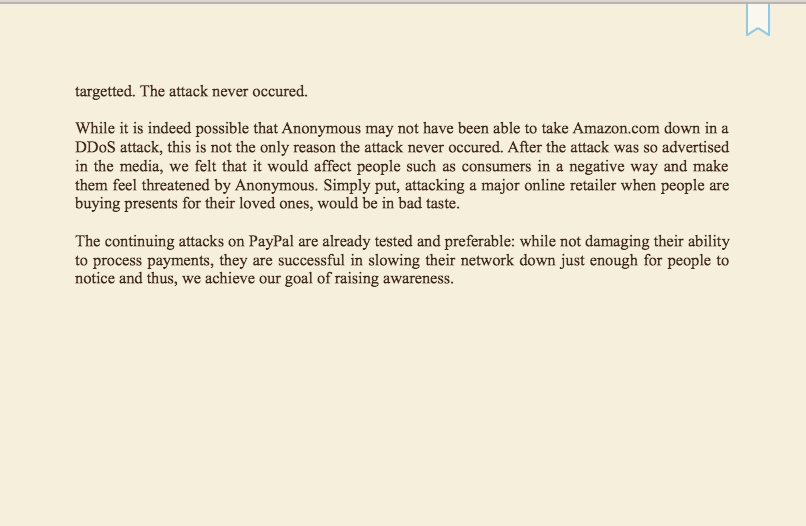 targetted. The attack never occured.
While it is indeed possible that Anonymous may not have been able to take Amazon.com down in a
DDoS attack, this is not the only reason the attack never occured. After the attack was so advertised
in the media, we felt that it would affect people such as consumers in a negative way and make
them feel threatened by Anonymous. Simply put, attacking a major online retailer when people are
buying presents for their loved ones, would be in bad taste.
The continuing attacks on PayPal are already tested and preferable: while not damaging their ability
to process payments, they are successful in slowing their network down just enough for people to
notice and thus, we achieve our goal of raising awareness.